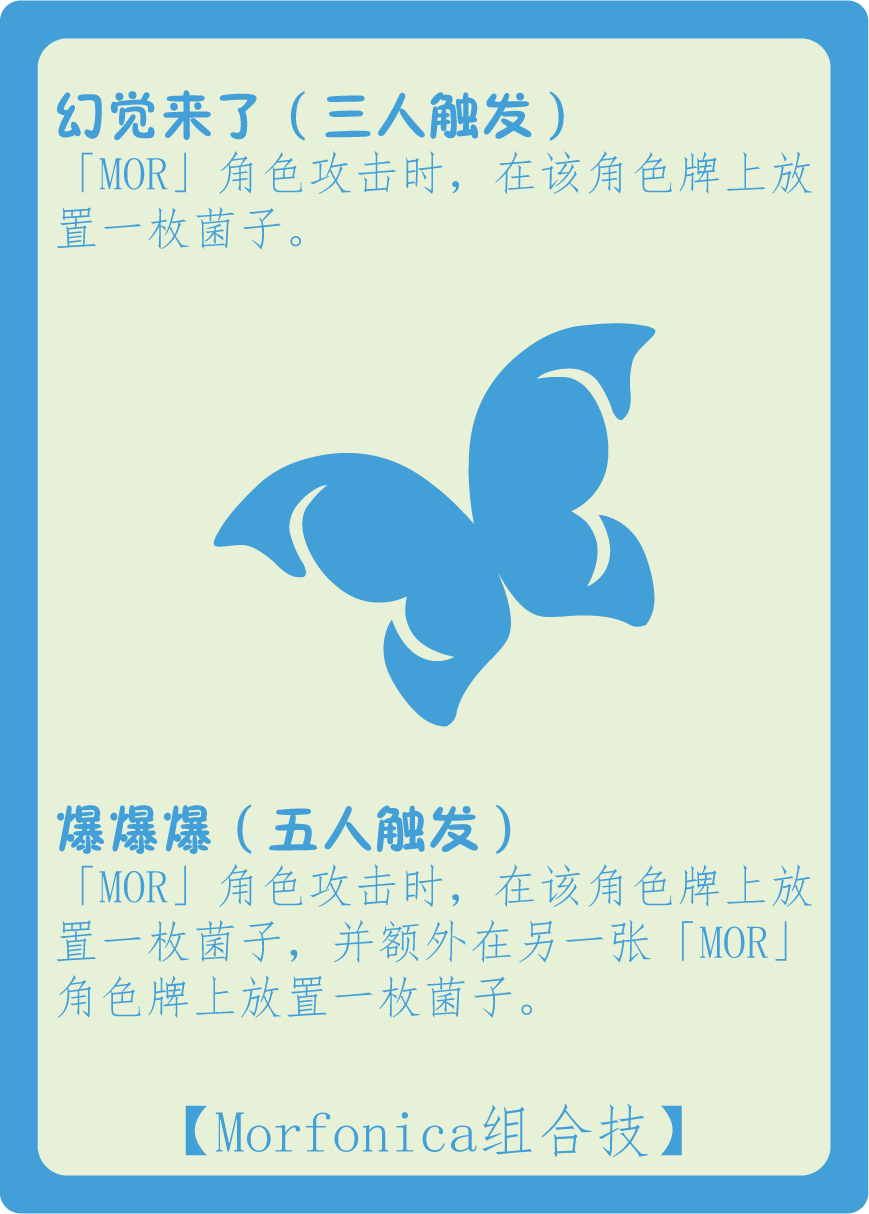 幻觉来了（三人触发）
「MOR」角色攻击时，在该角色牌上放
置一枚菌子。
爆爆爆（五人触发）
「MOR」角色攻击时，在该角色牌上放
置一枚菌子，并额外在另一张「MOR」
角色牌上放置一枚菌子。
【Morfonica组合技】